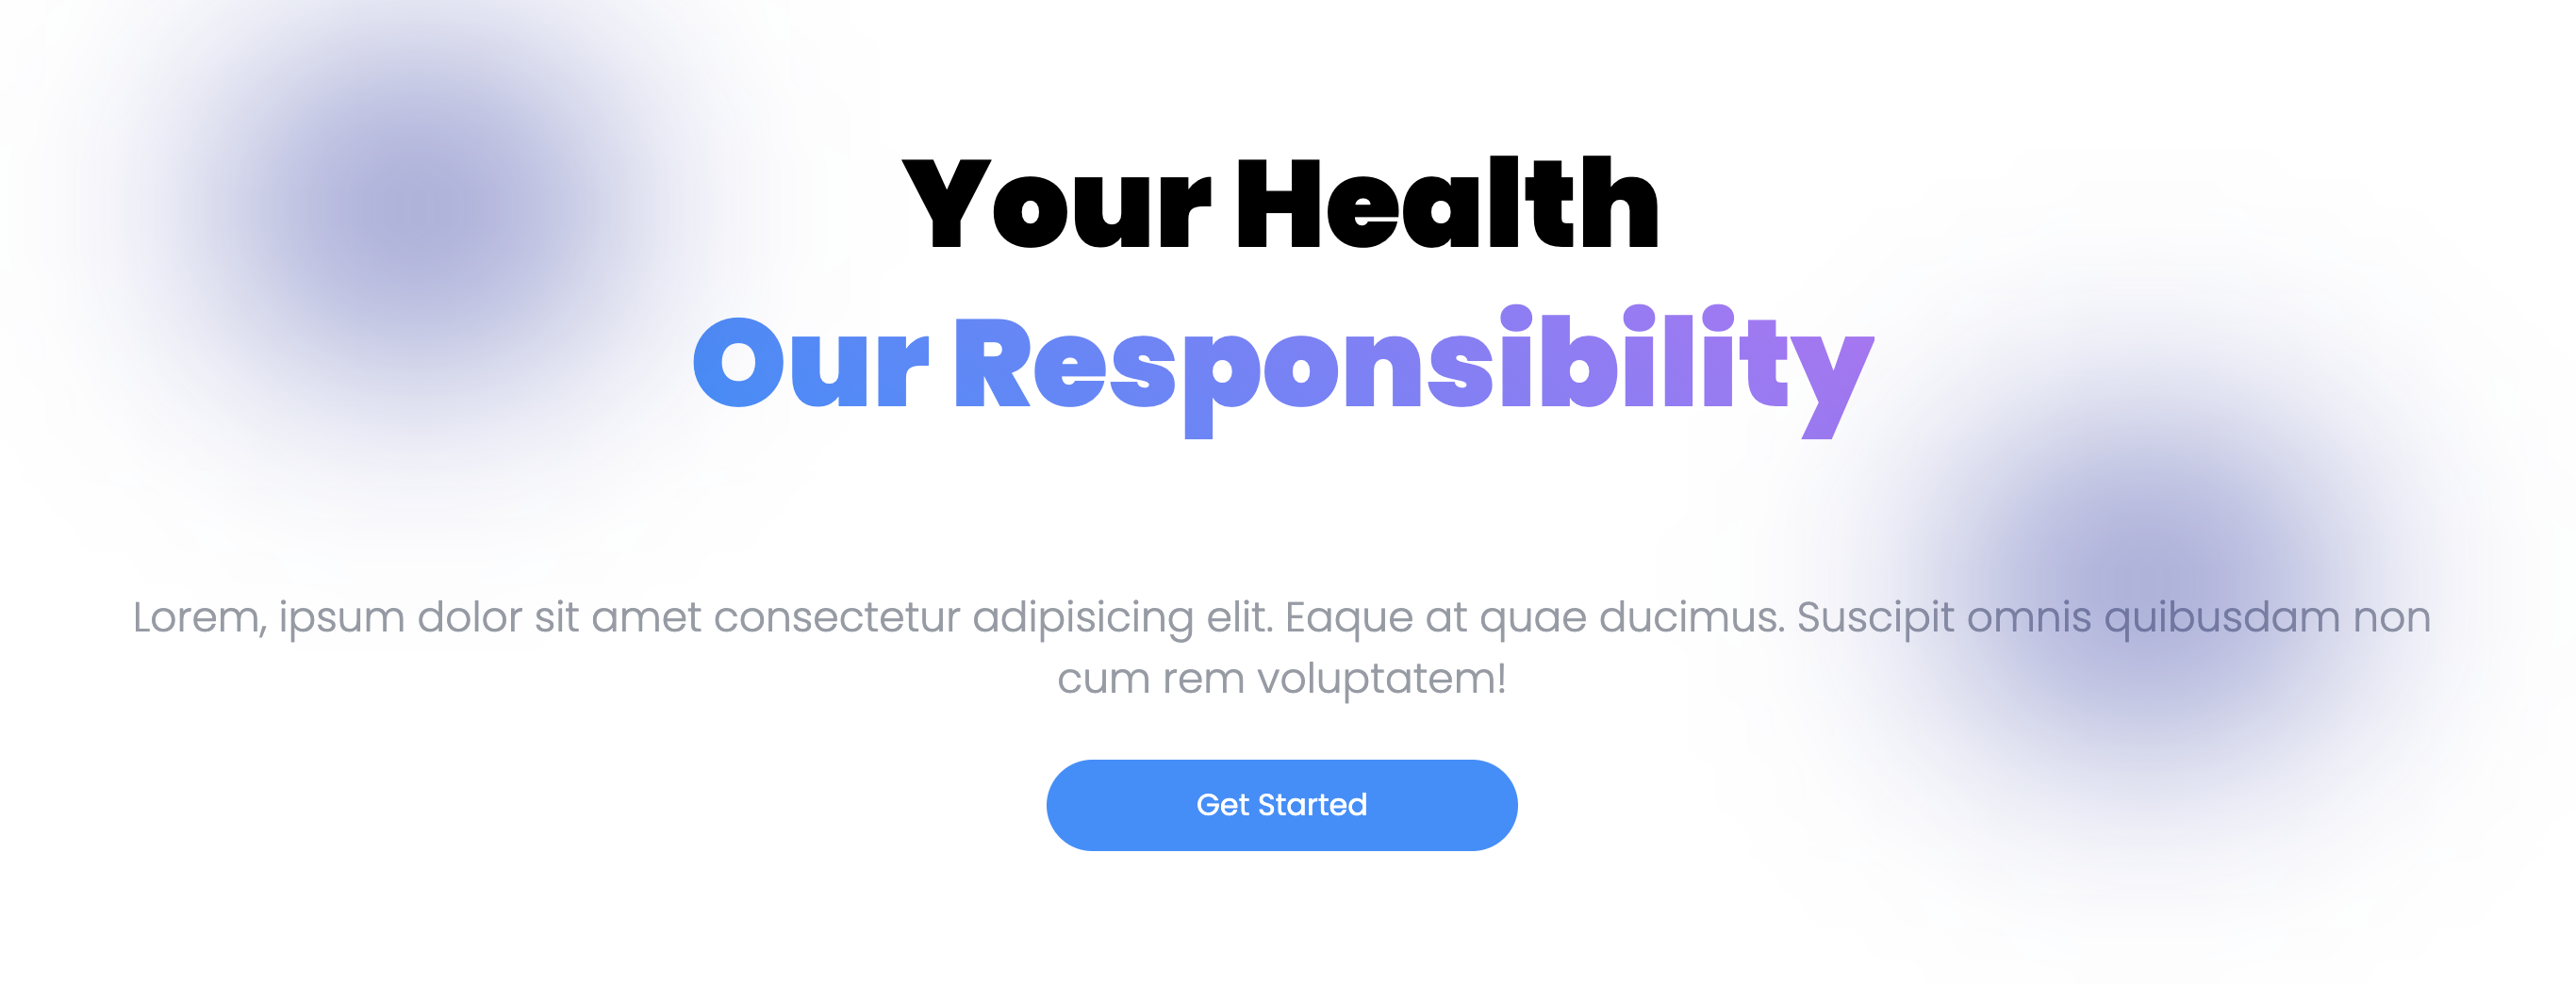 Your Health
Our Responsibility
Lorem, ipsum dolor sit amet consectetur adipisicing elit. Eaque at quae ducimus. Suscipit omnis quibusdam non
cum rem voluptatem!
Get Started